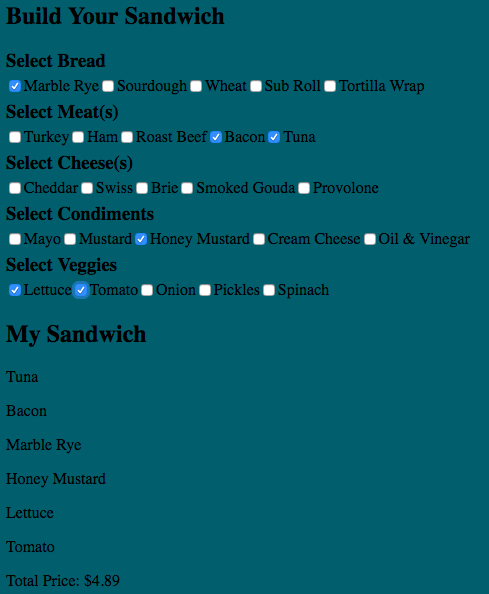 Build Your Sandwich
Select Bread
Marble Rye Sourdough Wheat Sub Roll Tortilla Wrap
Select Meat(s)
Turkey Ham Roast Beef Bacon Tuna
Select Cheese(s)
Cheddar Swiss Brie Smoked Gouda Provolone
Select Condiments
Mayo Mustard Honey Mustard Cream Cheese Oil & Vinegar
Select Veggies
Lettuce Tomato Onion Pickles Spinach
My Sandwich
Tuna
Bacon
Marble Rye
Honey Mustard
Lettuce
Tomato
Total Price: $4.89